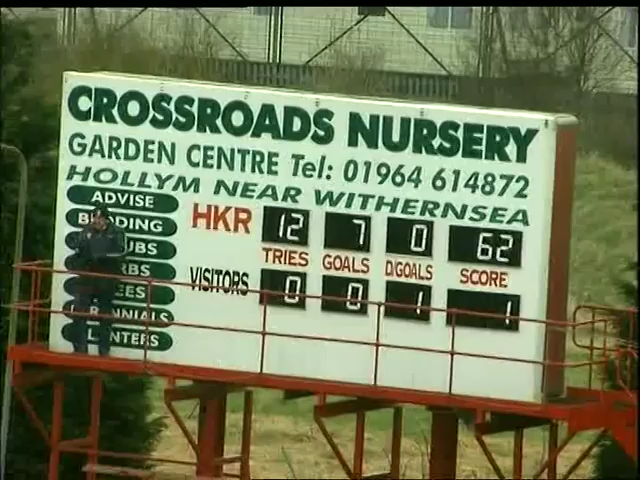 CROSSROADS NURSERY
GARDEN CENTRE Tel: 01964 614872
HOLLYM NEAR WITHERNSEA
ADVISE
HKR 12 7 0 62
TRIES GOALS D/GOALS SCORE
VISITORS 0 0 1 1